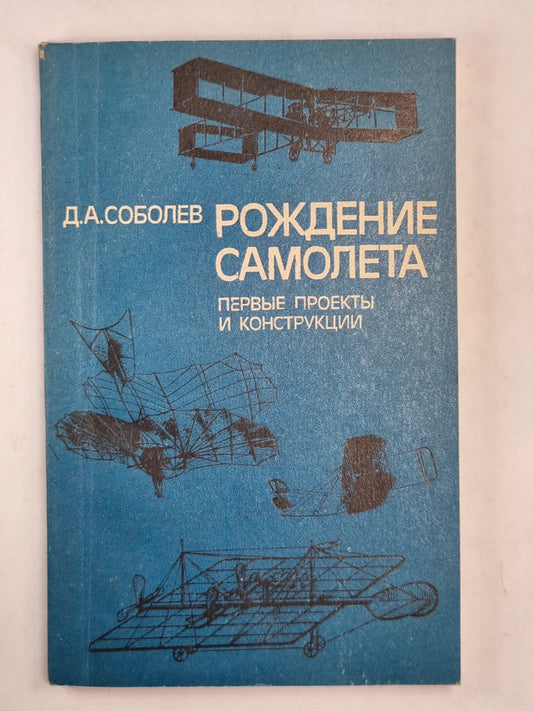 Д.А.СОБОЛЕВ
РОЖДЕНИЕ
САМОЛЕТА
ПЕРВЫЕ ПРОЕКТЫ
И КОНСТРУКЦИИ